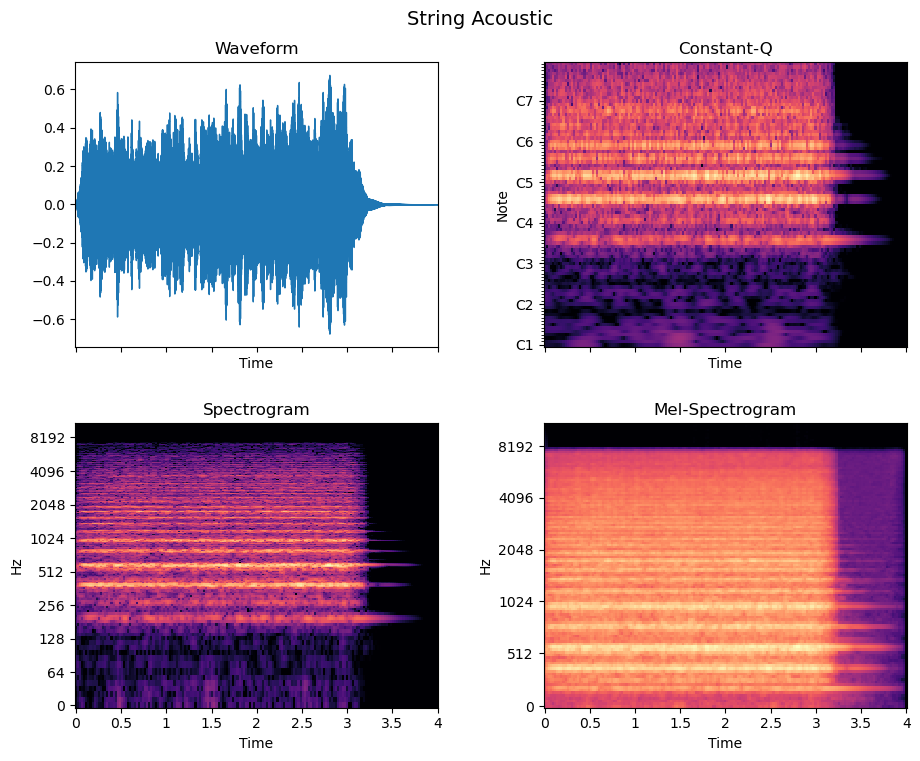 String Acoustic
Waveform
0.6
0.4
0.2
0.0
−0.2
−0.4
−0.6
Time
Constant-Q
Note
C7
C6
C5
C4
C3
C2
C1
Time
Spectrogram
Hz
8192
4096
2048
1024
512
256
128
64
0
0 0.5 1 1.5 2 2.5 3 3.5 4
Time
Mel-Spectrogram
Hz
8192
4096
2048
1024
512
0
0 0.5 1 1.5 2 2.5 3 3.5 4
Time